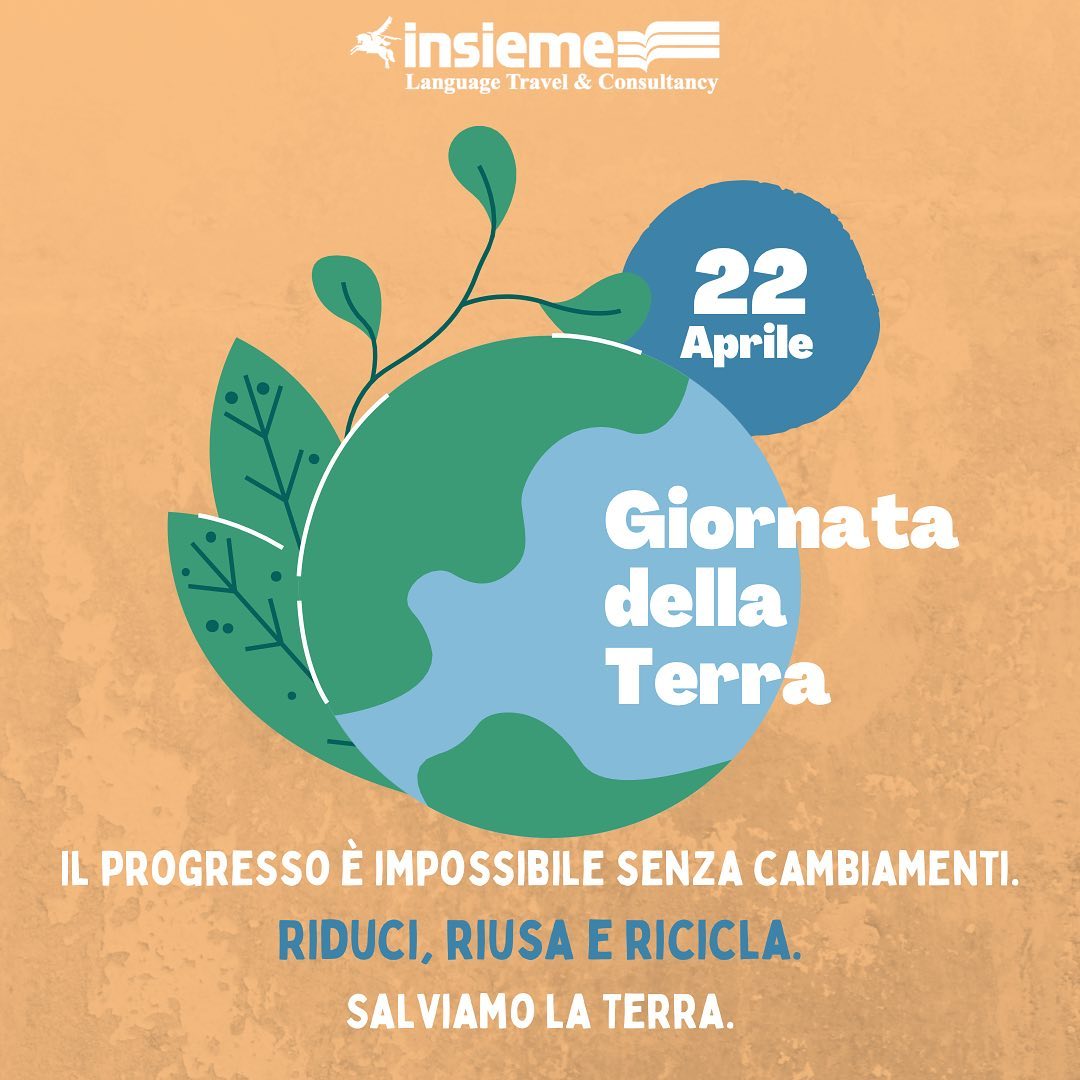 insieme
Language Travel & Consultancy
22
Aprile
Giornata
della
Terra
IL PROGRESSO È IMPOSSIBILE SENZA CAMBIAMENTI.
RIDUCI, RIUSA E RICICLA.
SALVIAMO LA TERRA.